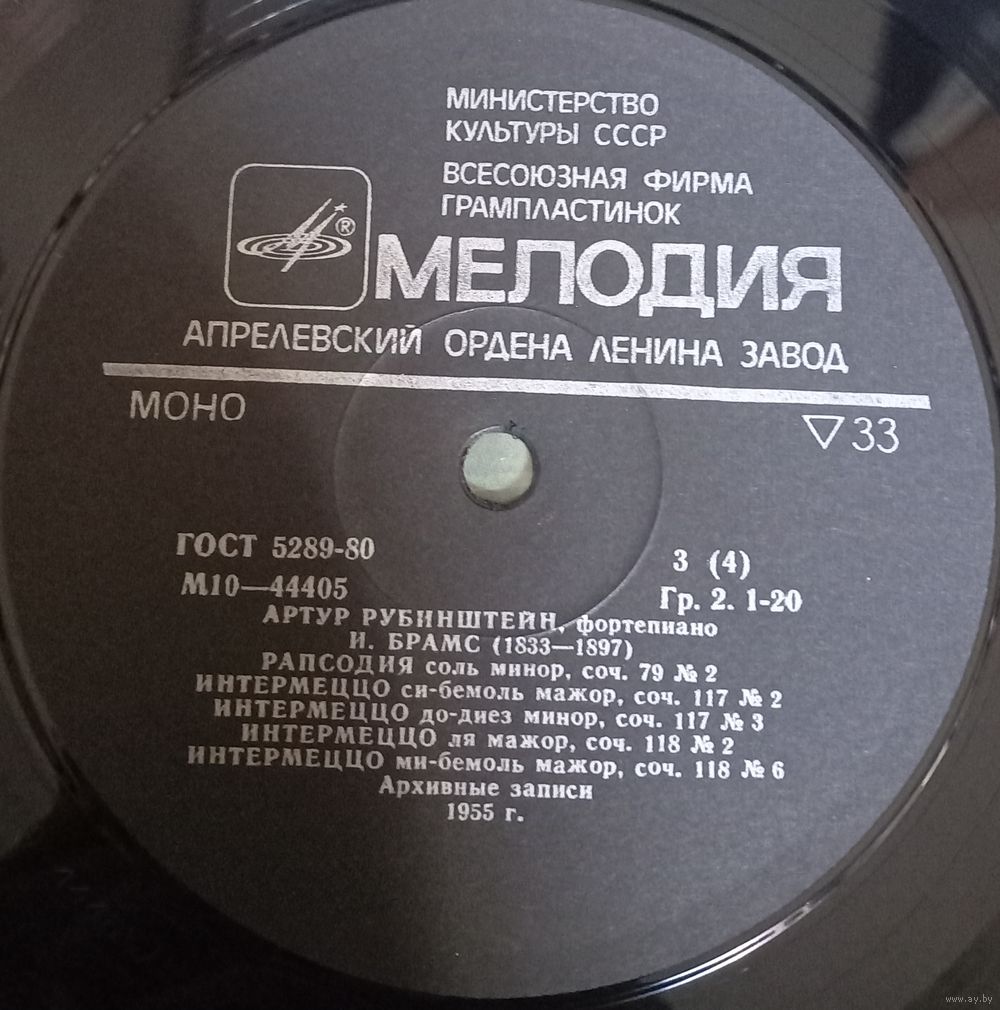 МИНИСТЕРСТВО
КУЛЬТУРЫ СССР
ВСЕСОЮЗНАЯ ФИРМА
ГРАМПЛАСТИНОК
®
МЕЛОДИЯ
АПРЕЛЕВСКИЙ ОРДЕНА ЛЕНИНА ЗАВОД
МОНО
▽33
ГОСТ 5289-80
3 (4)
М10—44405
Гр. 2. 1-20
АРТУР РУБИНШТЕЙН, фортепиано
И. БРАМС (1833—1897)
РАПСОДИЯ соль минор, соч. 79 № 2
ИНТЕРМЕЦЦО си-бемоль мажор, соч. 117 № 2
ИНТЕРМЕЦЦО до-диез минор, соч. 117 № 3
ИНТЕРМЕЦЦО ля мажор, соч. 118 № 2
ИНТЕРМЕЦЦО ми-бемоль мажор, соч. 118 № 6
Архивные записи
1955 г.
www.ay.by